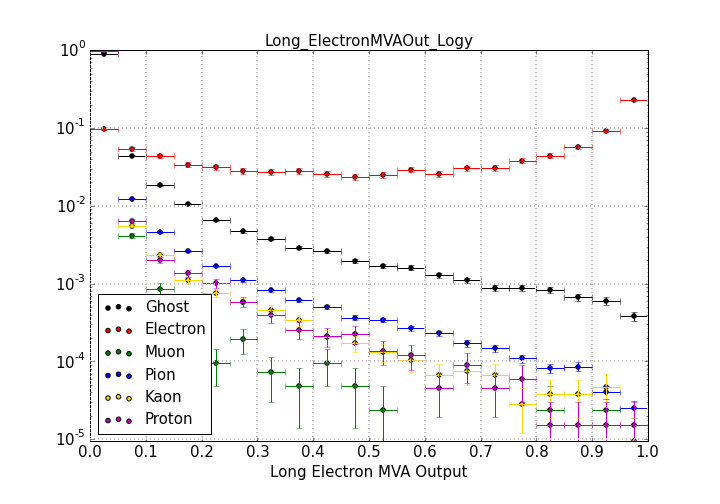 Long_ElectronMVAOut_Logy
10^0
10^-1
10^-2
10^-3
10^-4
10^-5
Ghost
Electron
Muon
Pion
Kaon
Proton
0.0 0.1 0.2 0.3 0.4 0.5 0.6 0.7 0.8 0.9 1.0
Long Electron MVA Output